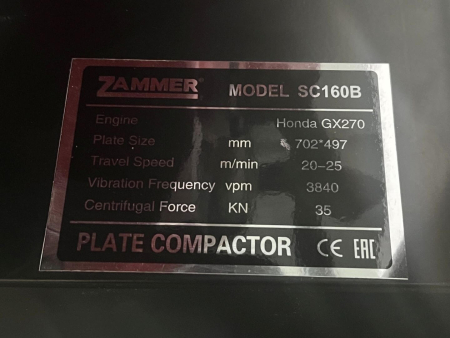 ZAMMER® MODEL SC160B
Engine Honda GX270
Plate Size mm 702*497
Travel Speed m/min 20-25
Vibration Frequency vpm 3840
Centrifugal Force KN 35
PLATE COMPACTOR CE EAC